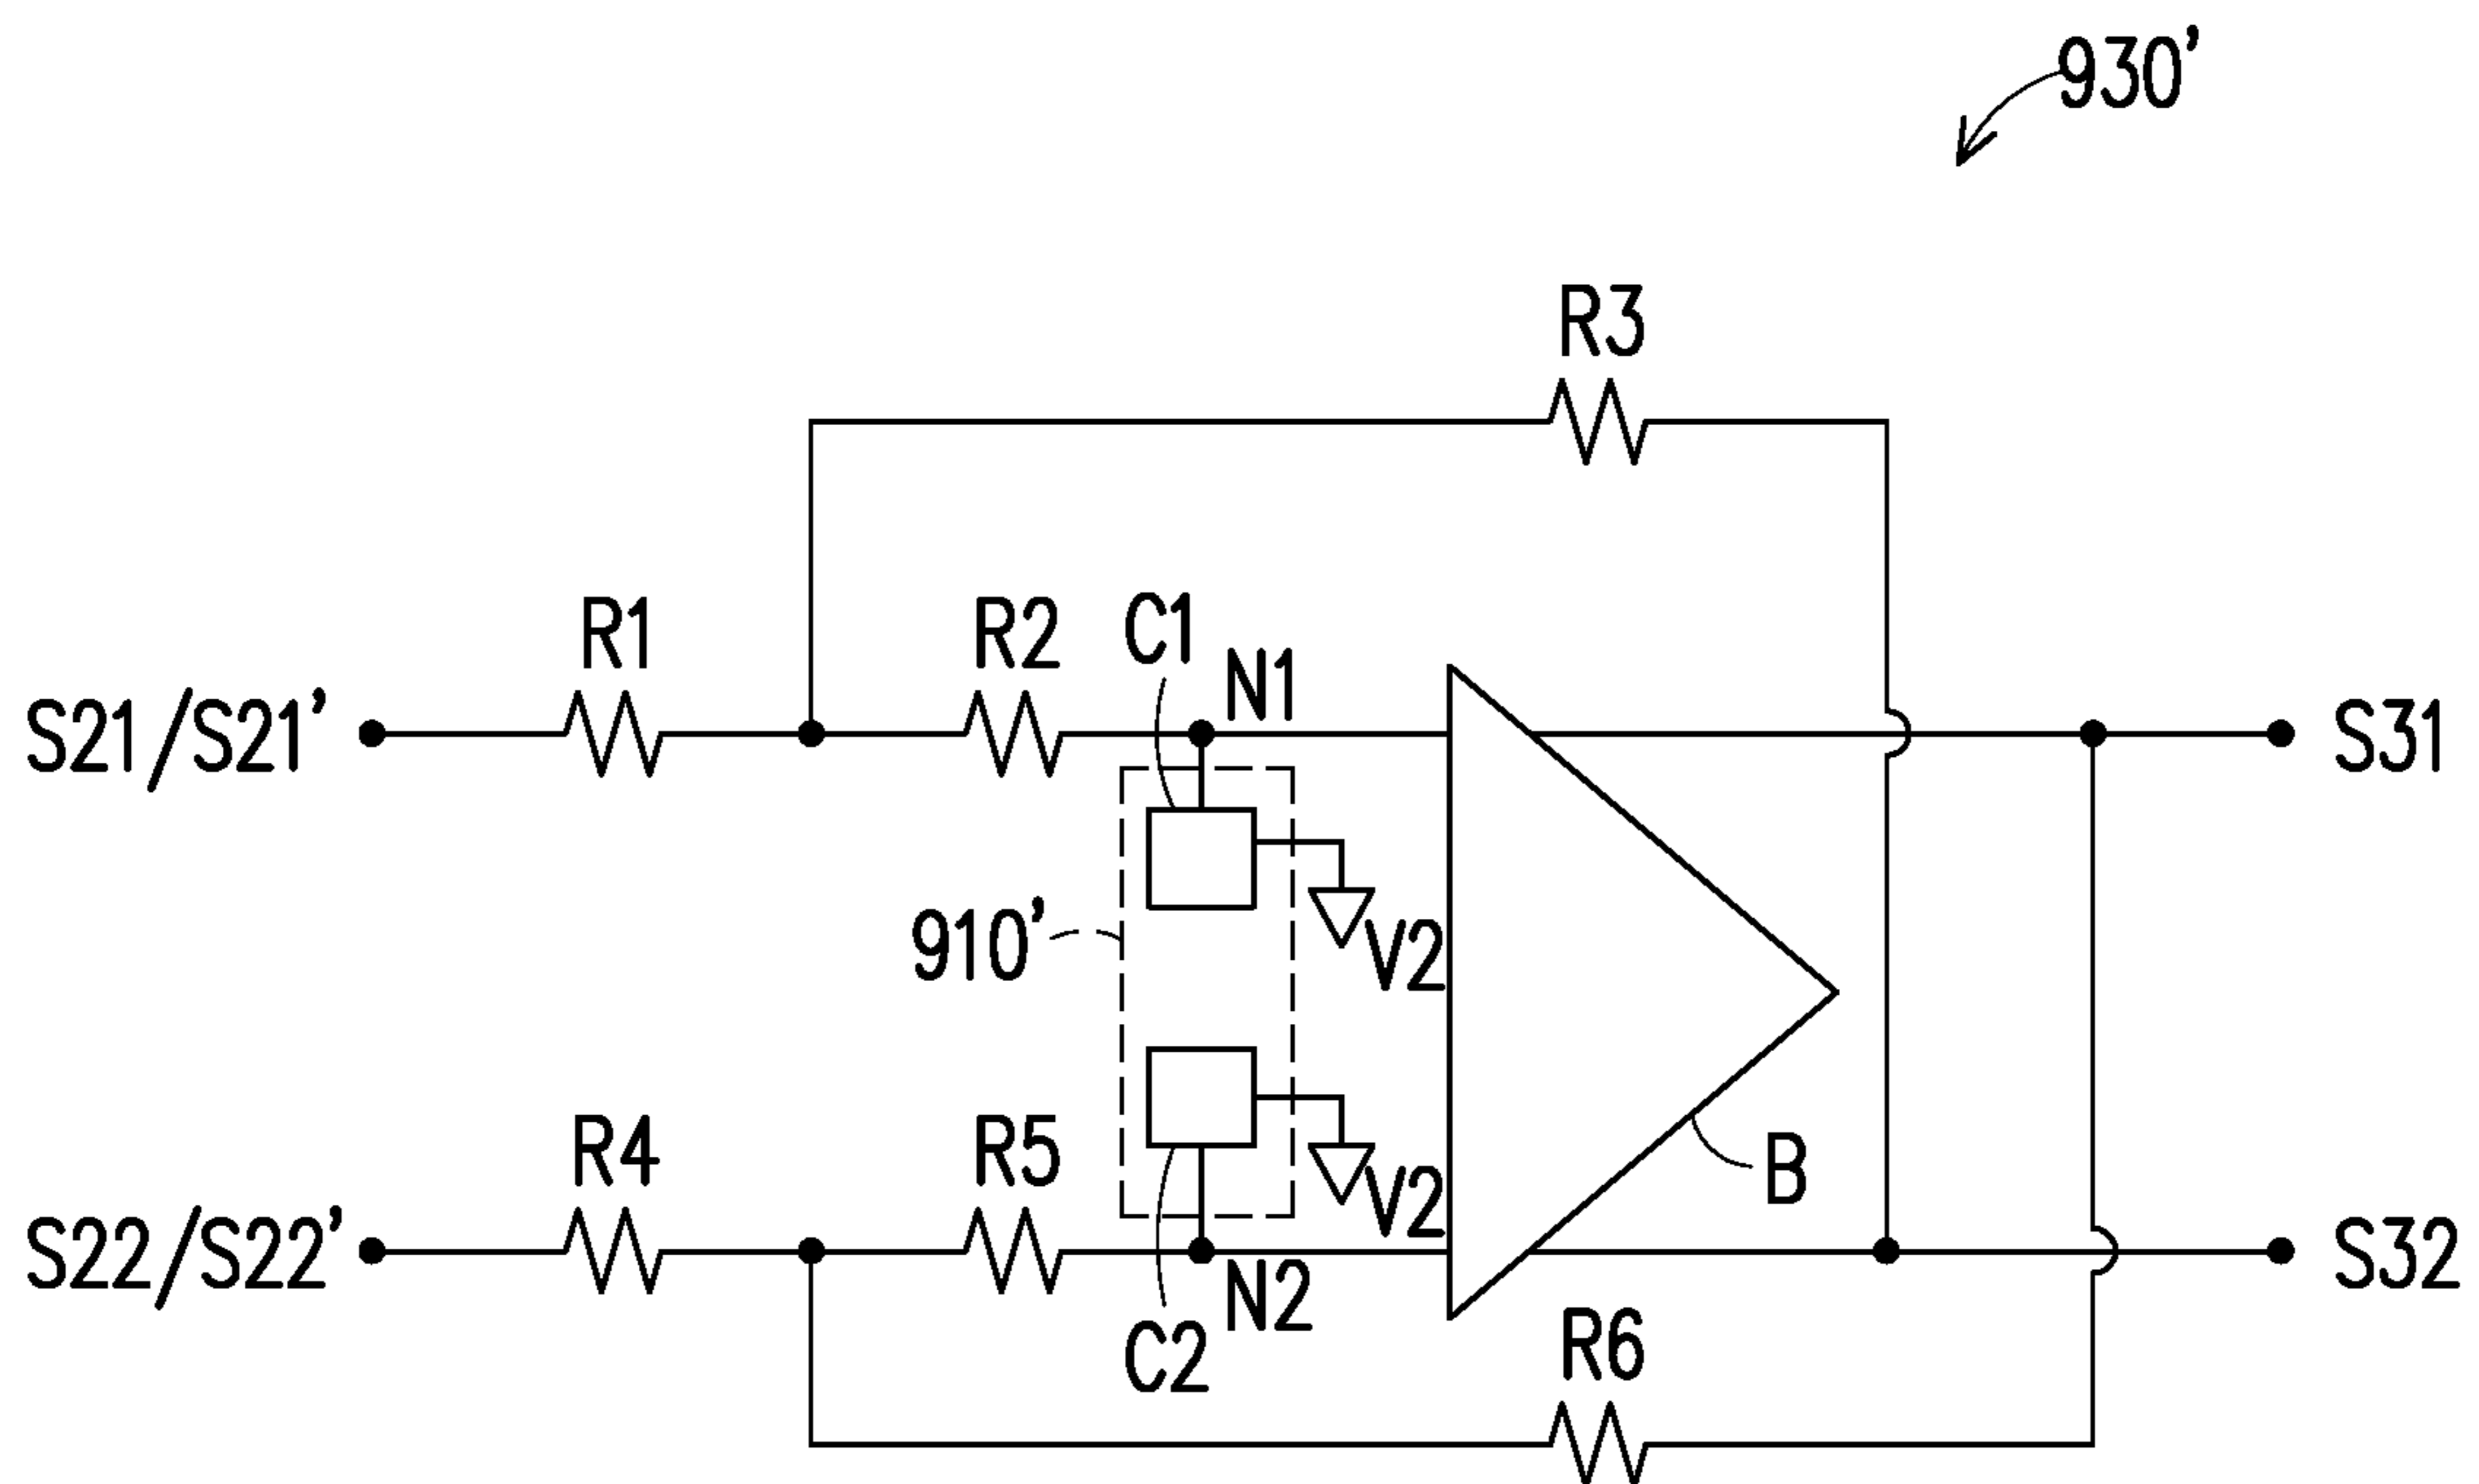 930'
R3
R1
R2
C1
N1
S21/S21'
S31
910'
V2
R4
R5
V2
B
S22/S22'
S32
N2
C2
R6